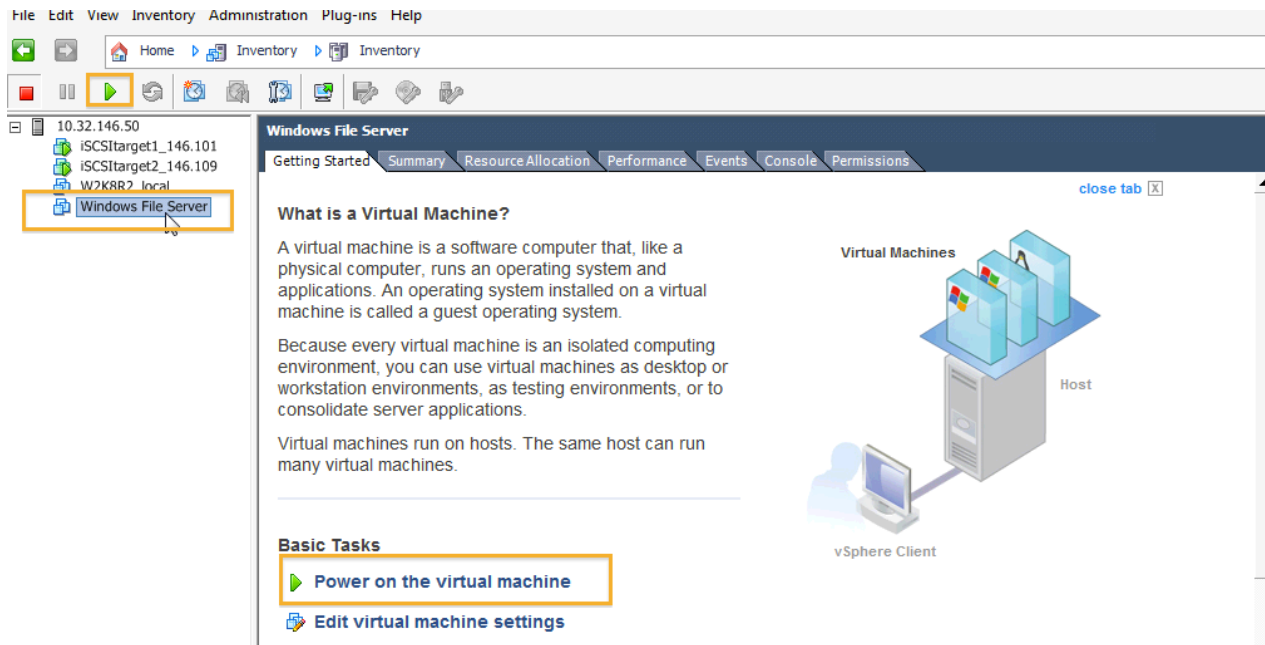 File Edit View Inventory Administration Plug-ins Help
Home Inventory Inventory
10.32.146.50
iSCSItarget1_146.101
iSCSItarget2_146.109
W2K8R2_local
Windows File Server
Windows File Server
Getting Started Summary Resource Allocation Performance Events Console Permissions
close tab X
What is a Virtual Machine?
A virtual machine is a software computer that, like a
physical computer, runs an operating system and
applications. An operating system installed on a virtual
machine is called a guest operating system.
Because every virtual machine is an isolated computing
environment, you can use virtual machines as desktop or
workstation environments, as testing environments, or to
consolidate server applications.
Virtual machines run on hosts. The same host can run
many virtual machines.
Virtual Machines
Host
vSphere Client
Basic Tasks
Power on the virtual machine
Edit virtual machine settings